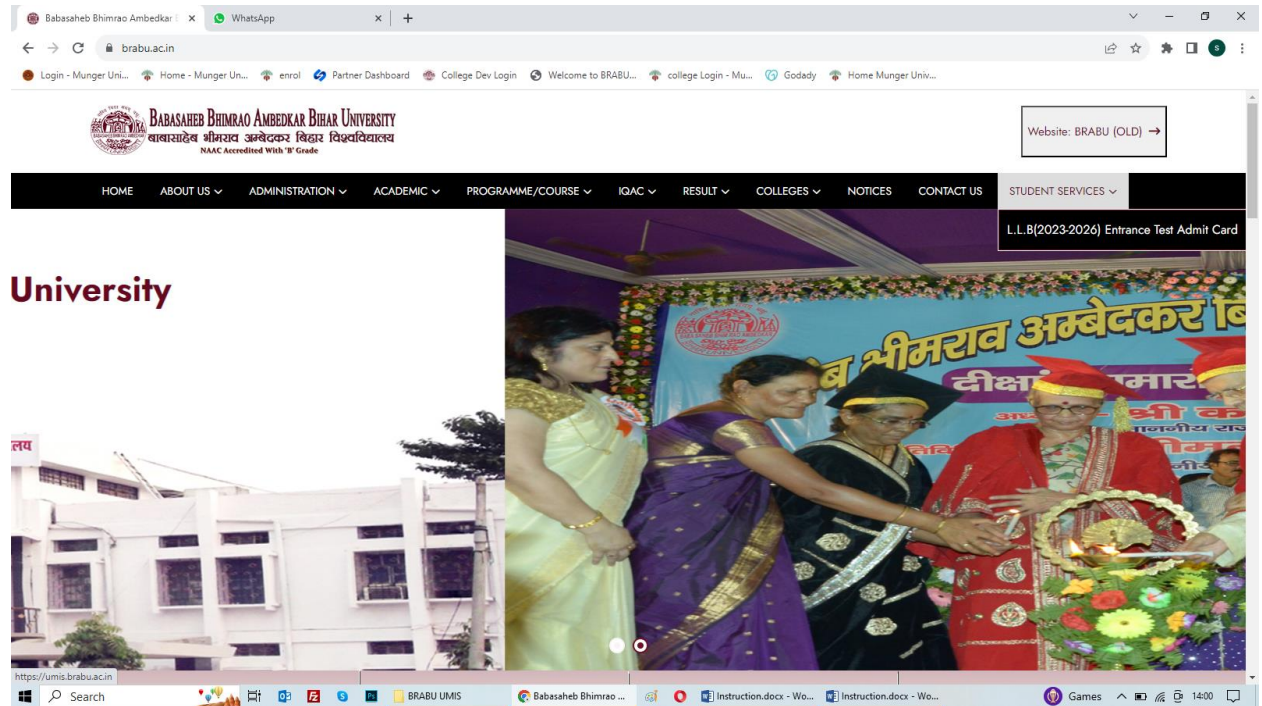 Babasaheb Bhimrao Ambedkar
WhatsApp
brabu.ac.in
S
Login - Munger Uni...
Home - Munger Un...
enrol
Partner Dashboard
College Dev Login
Welcome to BRABU...
college Login - Mu...
Godady
Home Munger Univ...
BABASAHEB BHIMRAO AMBEDKAR BIHAR UNIVERSITY
बाबासाहेब भीमराव अम्बेदकर बिहार विश्वविद्यालय
NAAC Accredited With 'B' Grade
Website: BRABU (OLD) →
HOME
ABOUT US
ADMINISTRATION
ACADEMIC
PROGRAMME/COURSE
IQAC
RESULT
COLLEGES
NOTICES
CONTACT US
STUDENT SERVICES
L.L.B(2023-2026) Entrance Test Admit Card
University
भीमराव अम्बेदकर
https://umis.brabu.ac.in
Search
BRABU UMIS
Babasaheb Bhimrao ...
Instruction.docx - Wo...
Instruction.docx - Wo...
Games
14:00